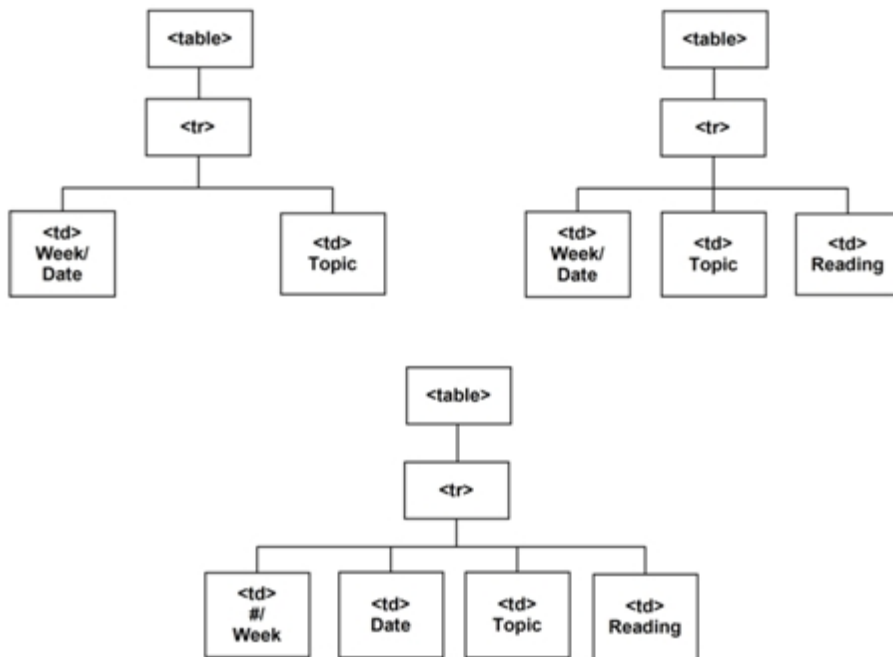 <table>
<tr>
<td>
Week/
Date
<td>
Topic
<table>
<tr>
<td>
Week/
Date
<td>
Topic
<td>
Reading
<table>
<tr>
<td>
#/
Week
<td>
Date
<td>
Topic
<td>
Reading